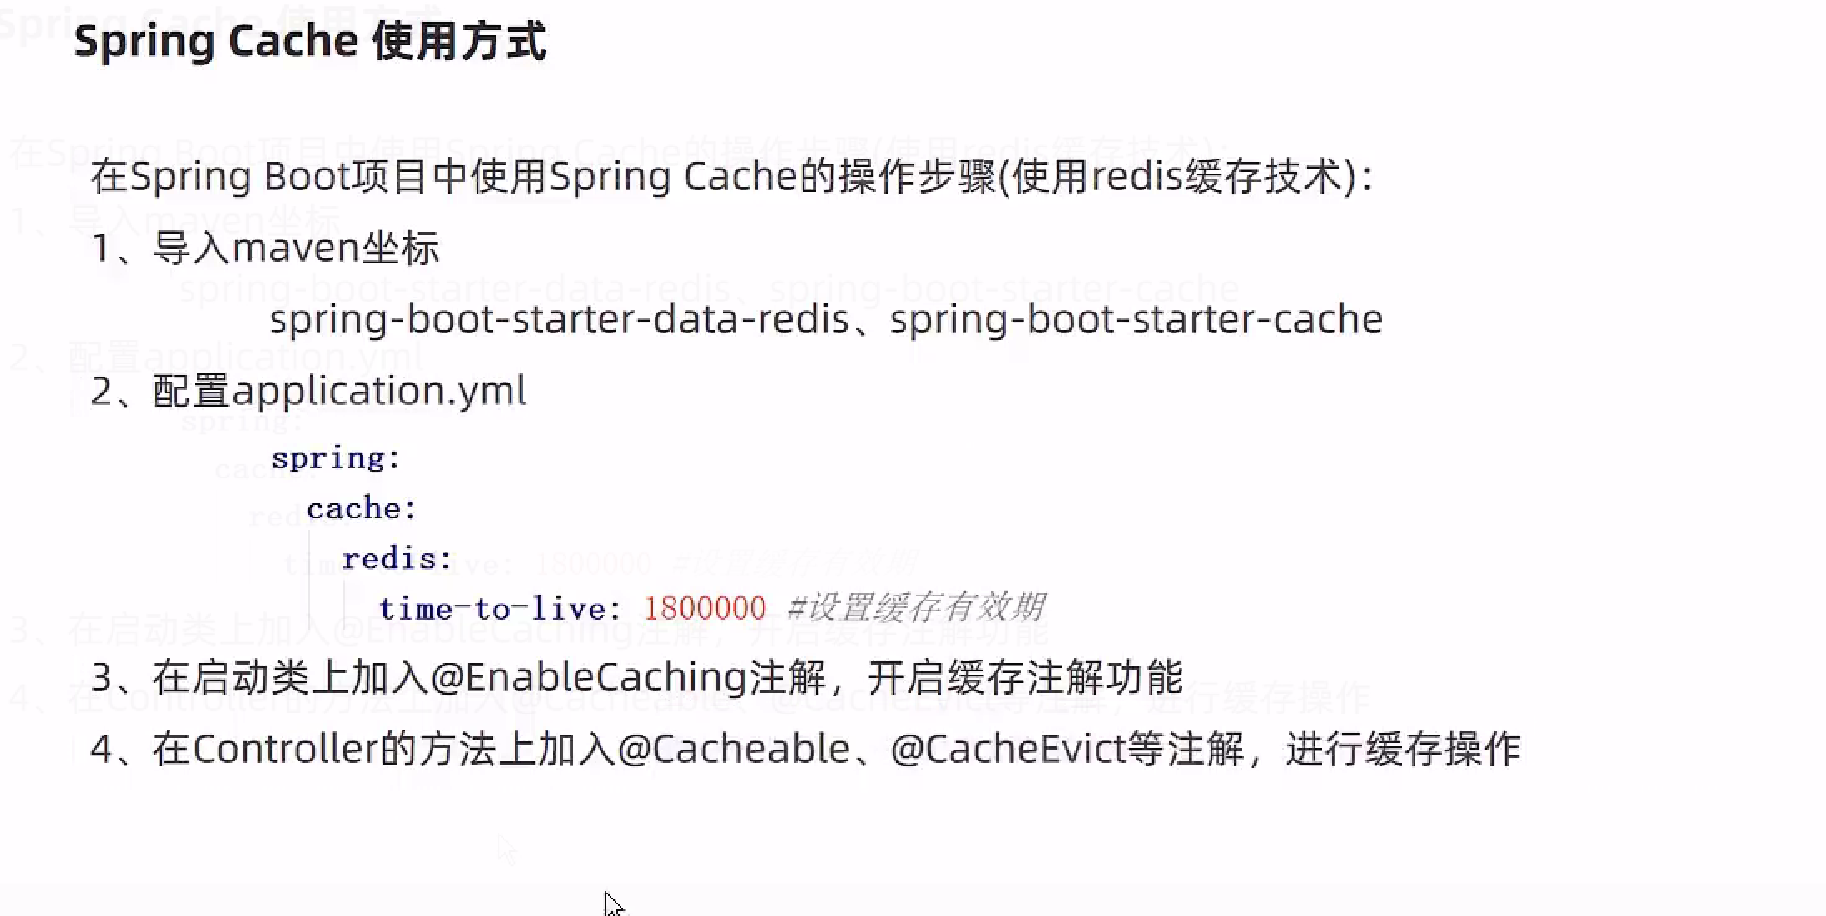 Spring Cache 使用方式
在Spring Boot项目中使用Spring Cache的操作步骤(使用redis缓存技术)：
1、导入maven坐标
spring-boot-starter-data-redis、spring-boot-starter-cache
2、配置application.yml
spring:
cache:
redis:
time-to-live: 1800000 #设置缓存有效期
3、在启动类上加入@EnableCaching注解，开启缓存注解功能
4、在Controller的方法上加入@Cacheable、@CacheEvict等注解，进行缓存操作